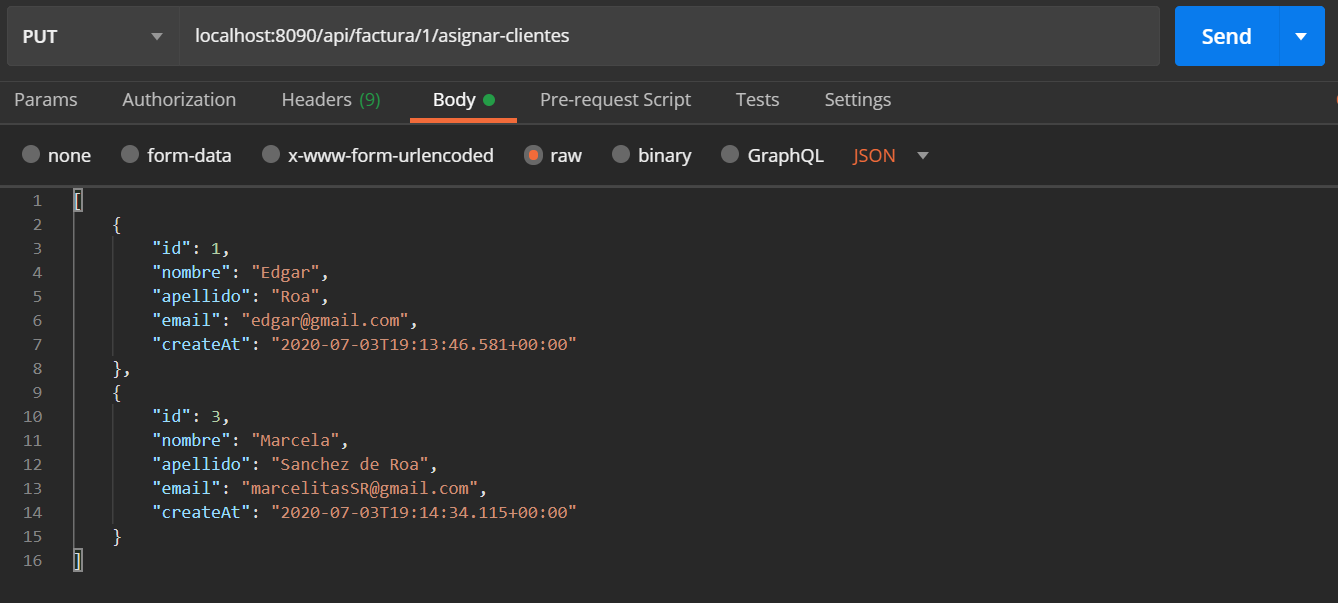 PUT localhost:8090/api/factura/1/asignar-clientes Send
Params Authorization Headers (9) Body Pre-request Script Tests Settings
none form-data x-www-form-urlencoded raw binary GraphQL JSON
1 [
2 {
3 "id": 1,
4 "nombre": "Edgar",
5 "apellido": "Roa",
6 "email": "edgar@gmail.com",
7 "createAt": "2020-07-03T19:13:46.581+00:00"
8 },
9 {
10 "id": 3,
11 "nombre": "Marcela",
12 "apellido": "Sanchez de Roa",
13 "email": "marcelitasSR@gmail.com",
14 "createAt": "2020-07-03T19:14:34.115+00:00"
15 }
16 ]